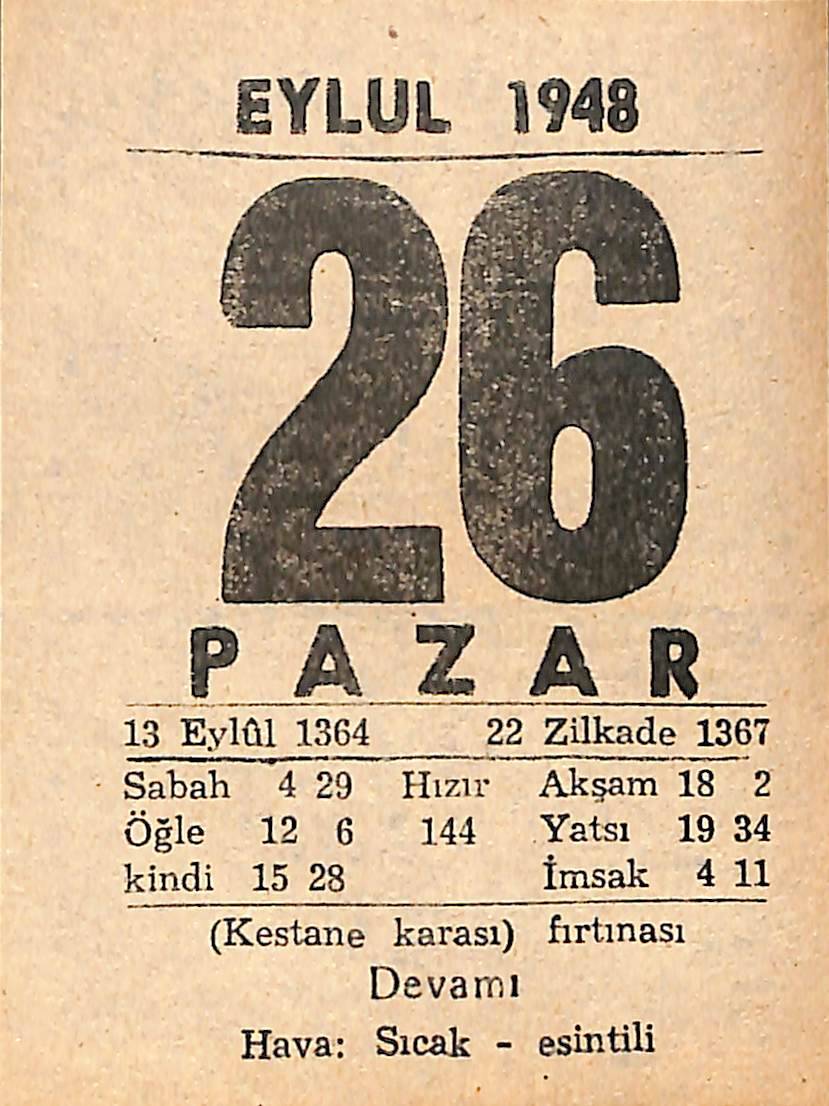 EYLUL 1948
26
PAZAR
13 Eylûl 1364 22 Zilkade 1367
Sabah 4 29 Hızır Akşam 18 2
Öğle 12 6 144 Yatsı 19 34
kindi 15 28 İmsak 4 11
(Kestane karası) fırtınası
Devamı
Hava: Sıcak - esintili